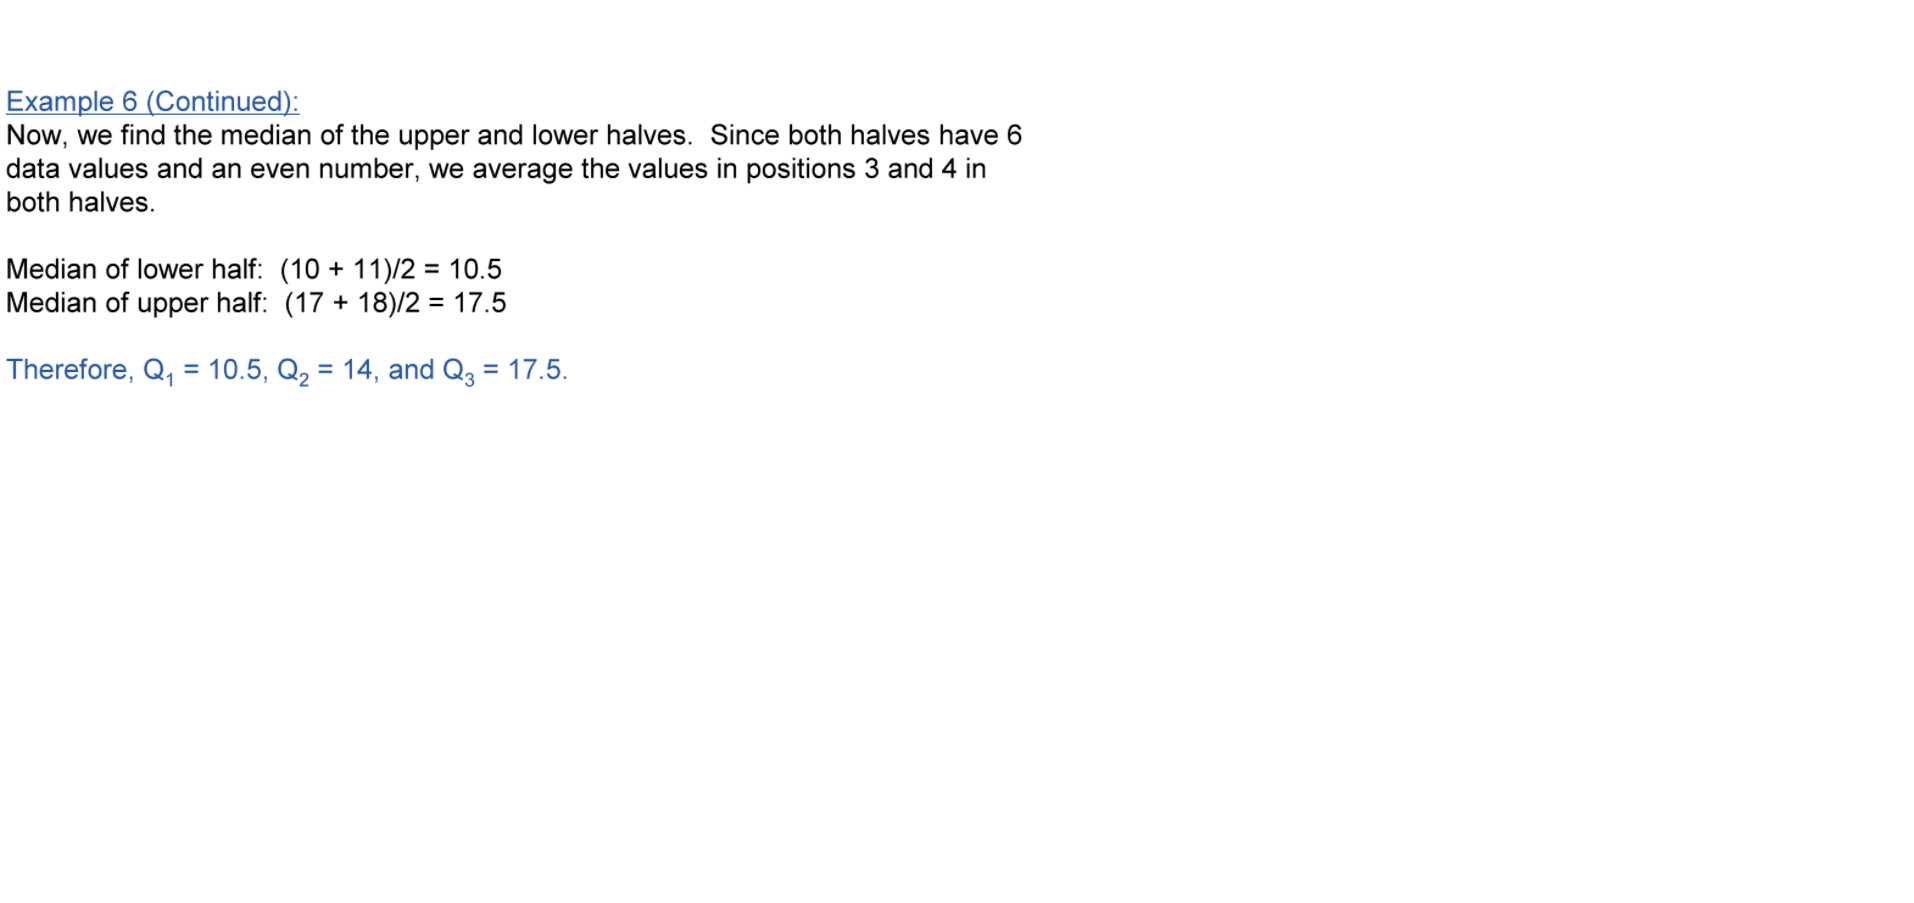 Example 6 (Continued):
Now, we find the median of the upper and lower halves.  Since both halves have 6
data values and an even number, we average the values in positions 3 and 4 in
both halves.
Median of lower half:  (10 + 11)/2 = 10.5
Median of upper half:  (17 + 18)/2 = 17.5
Therefore, Q₁ = 10.5, Q₂ = 14, and Q₃ = 17.5.